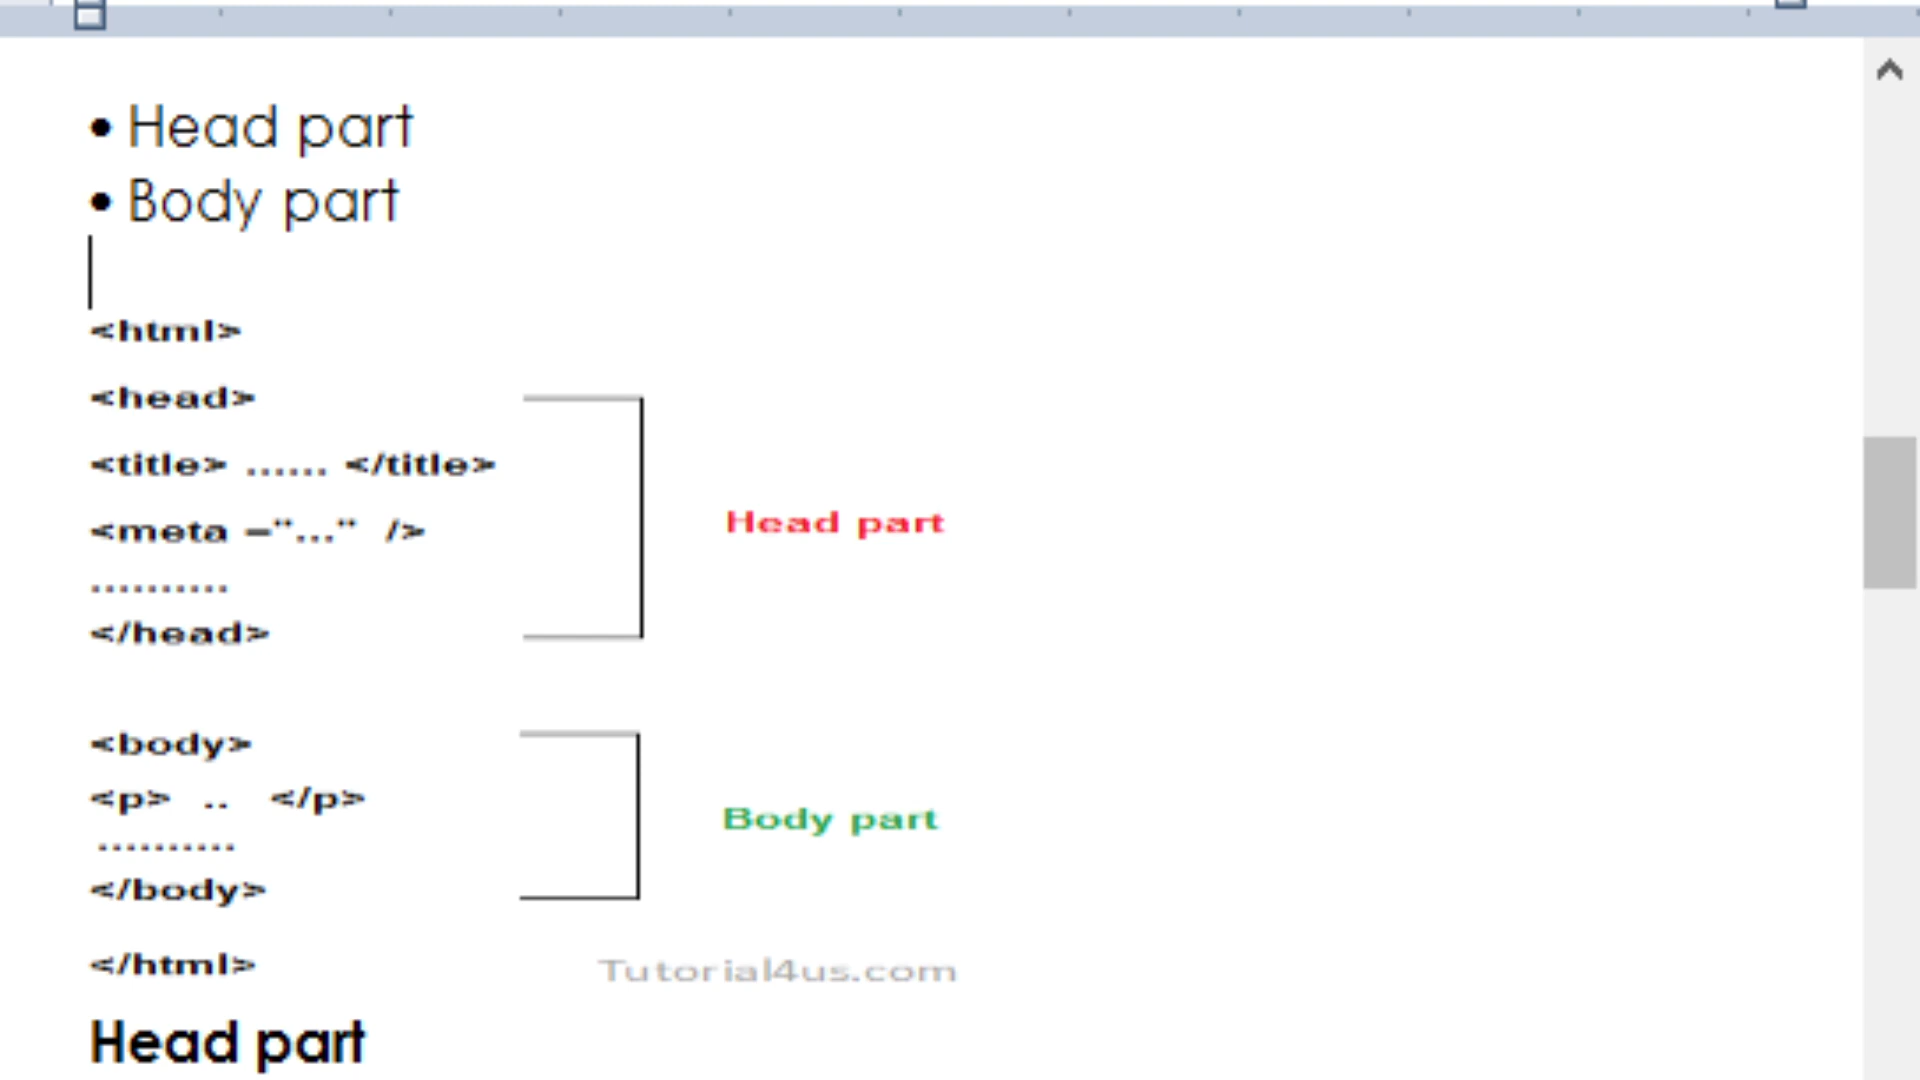 • Head part
• Body part
<html>
<head>
<title> ...... </title>
<meta –"..." />
..........
</head>
Head part
<body>
<p> .. </p>
..........
</body>
Body part
</html>
Tutorial4us.com
Head part